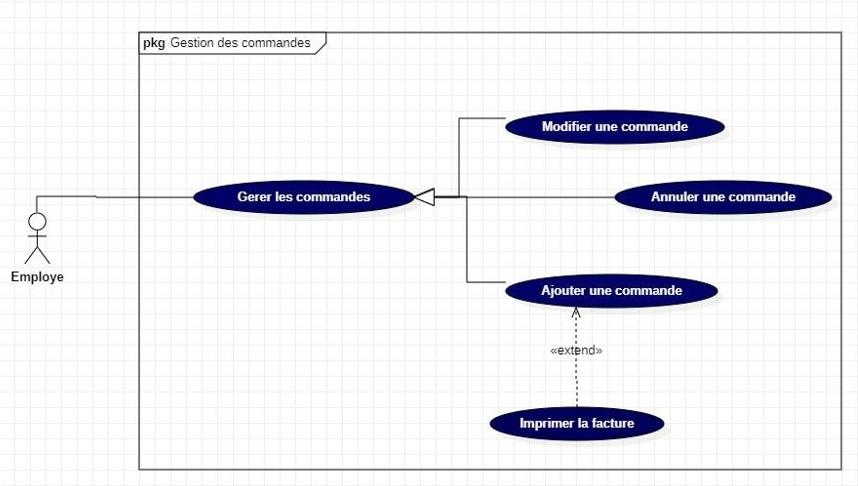 pkg Gestion des commandes
Modifier une commande
Gerer les commandes
Annuler une commande
Employe
Ajouter une commande
«extend»
Imprimer la facture